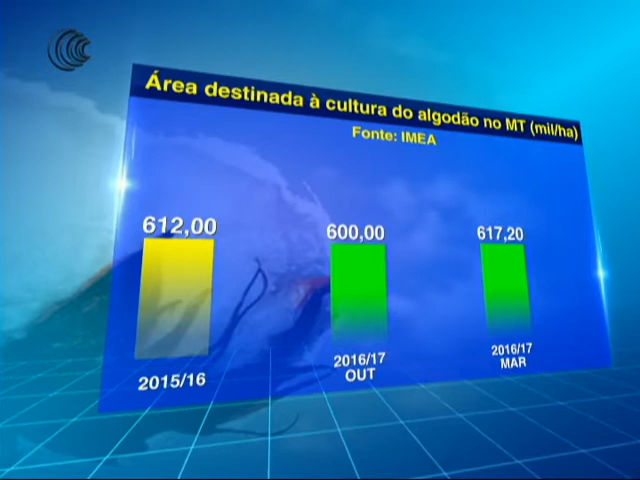 Área destinada à cultura do algodão no MT (mil/ha)
Fonte: IMEA
612,00
600,00
617,20
2015/16
2016/17
OUT
2016/17
MAR